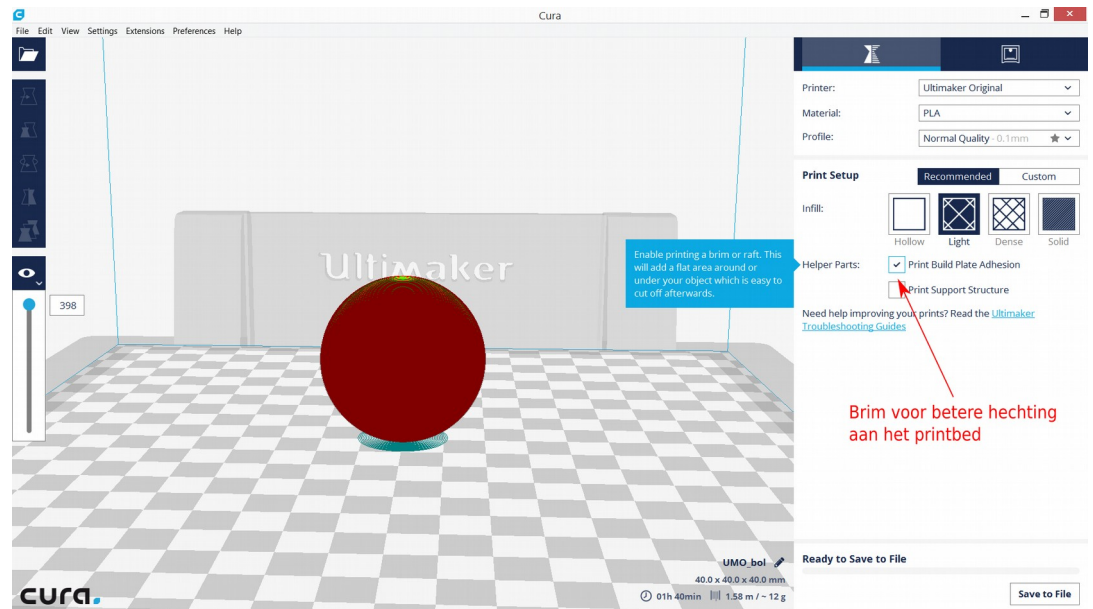 Cura
File Edit View Settings Extensions Preferences Help
Printer: Ultimaker Original
Material: PLA
Profile: Normal Quality - 0.1mm
Print Setup Recommended Custom
Infill:
Hollow Light Dense Solid
Ultimaker
Enable printing a brim or raft. This
will add a flat area around or
under your object which is easy to
cut off afterwards.
Helper Parts: Print Build Plate Adhesion
Print Support Structure
398
Need help improving your prints? Read the Ultimaker
Troubleshooting Guides
Brim voor betere hechting
aan het printbed
UMO_bol
40.0 x 40.0 x 40.0 mm
01h 40min 1.58 m / ~ 12 g
Ready to Save to File
Save to File
cura.